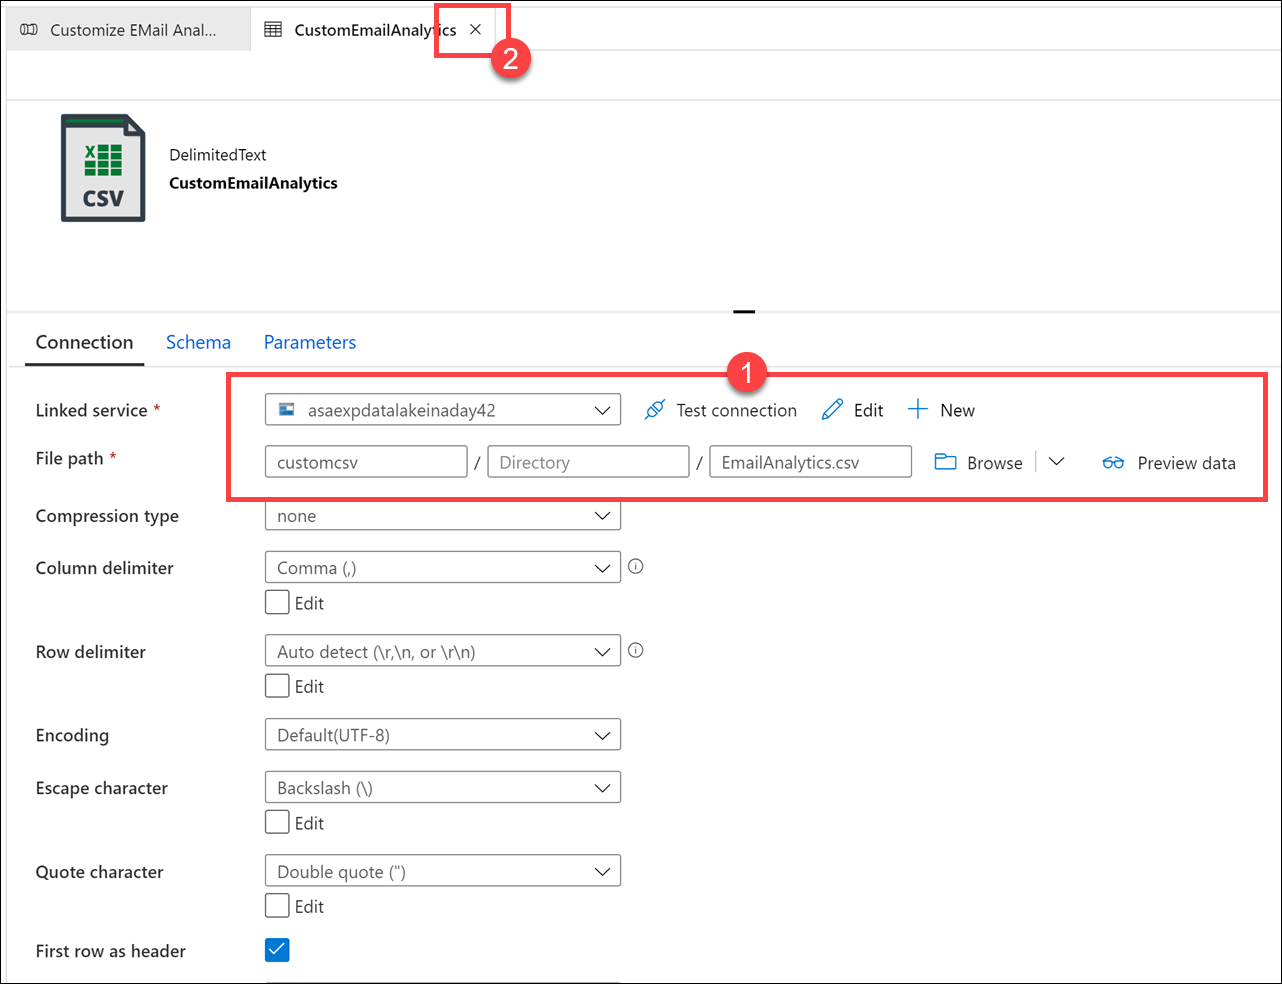 Customize EMail Anal...
CustomEmailAnalytics
2
X
CSV
DelimitedText
CustomEmailAnalytics
Connection Schema Parameters
1
Linked service * asaexpdatalakeinaday42 Test connection Edit New
File path * customcsv / Directory / EmailAnalytics.csv Browse Preview data
Compression type none
Column delimiter Comma (,)
Edit
Row delimiter Auto detect (\r,\n, or \r\n)
Edit
Encoding Default(UTF-8)
Escape character Backslash (\)
Edit
Quote character Double quote (")
Edit
First row as header